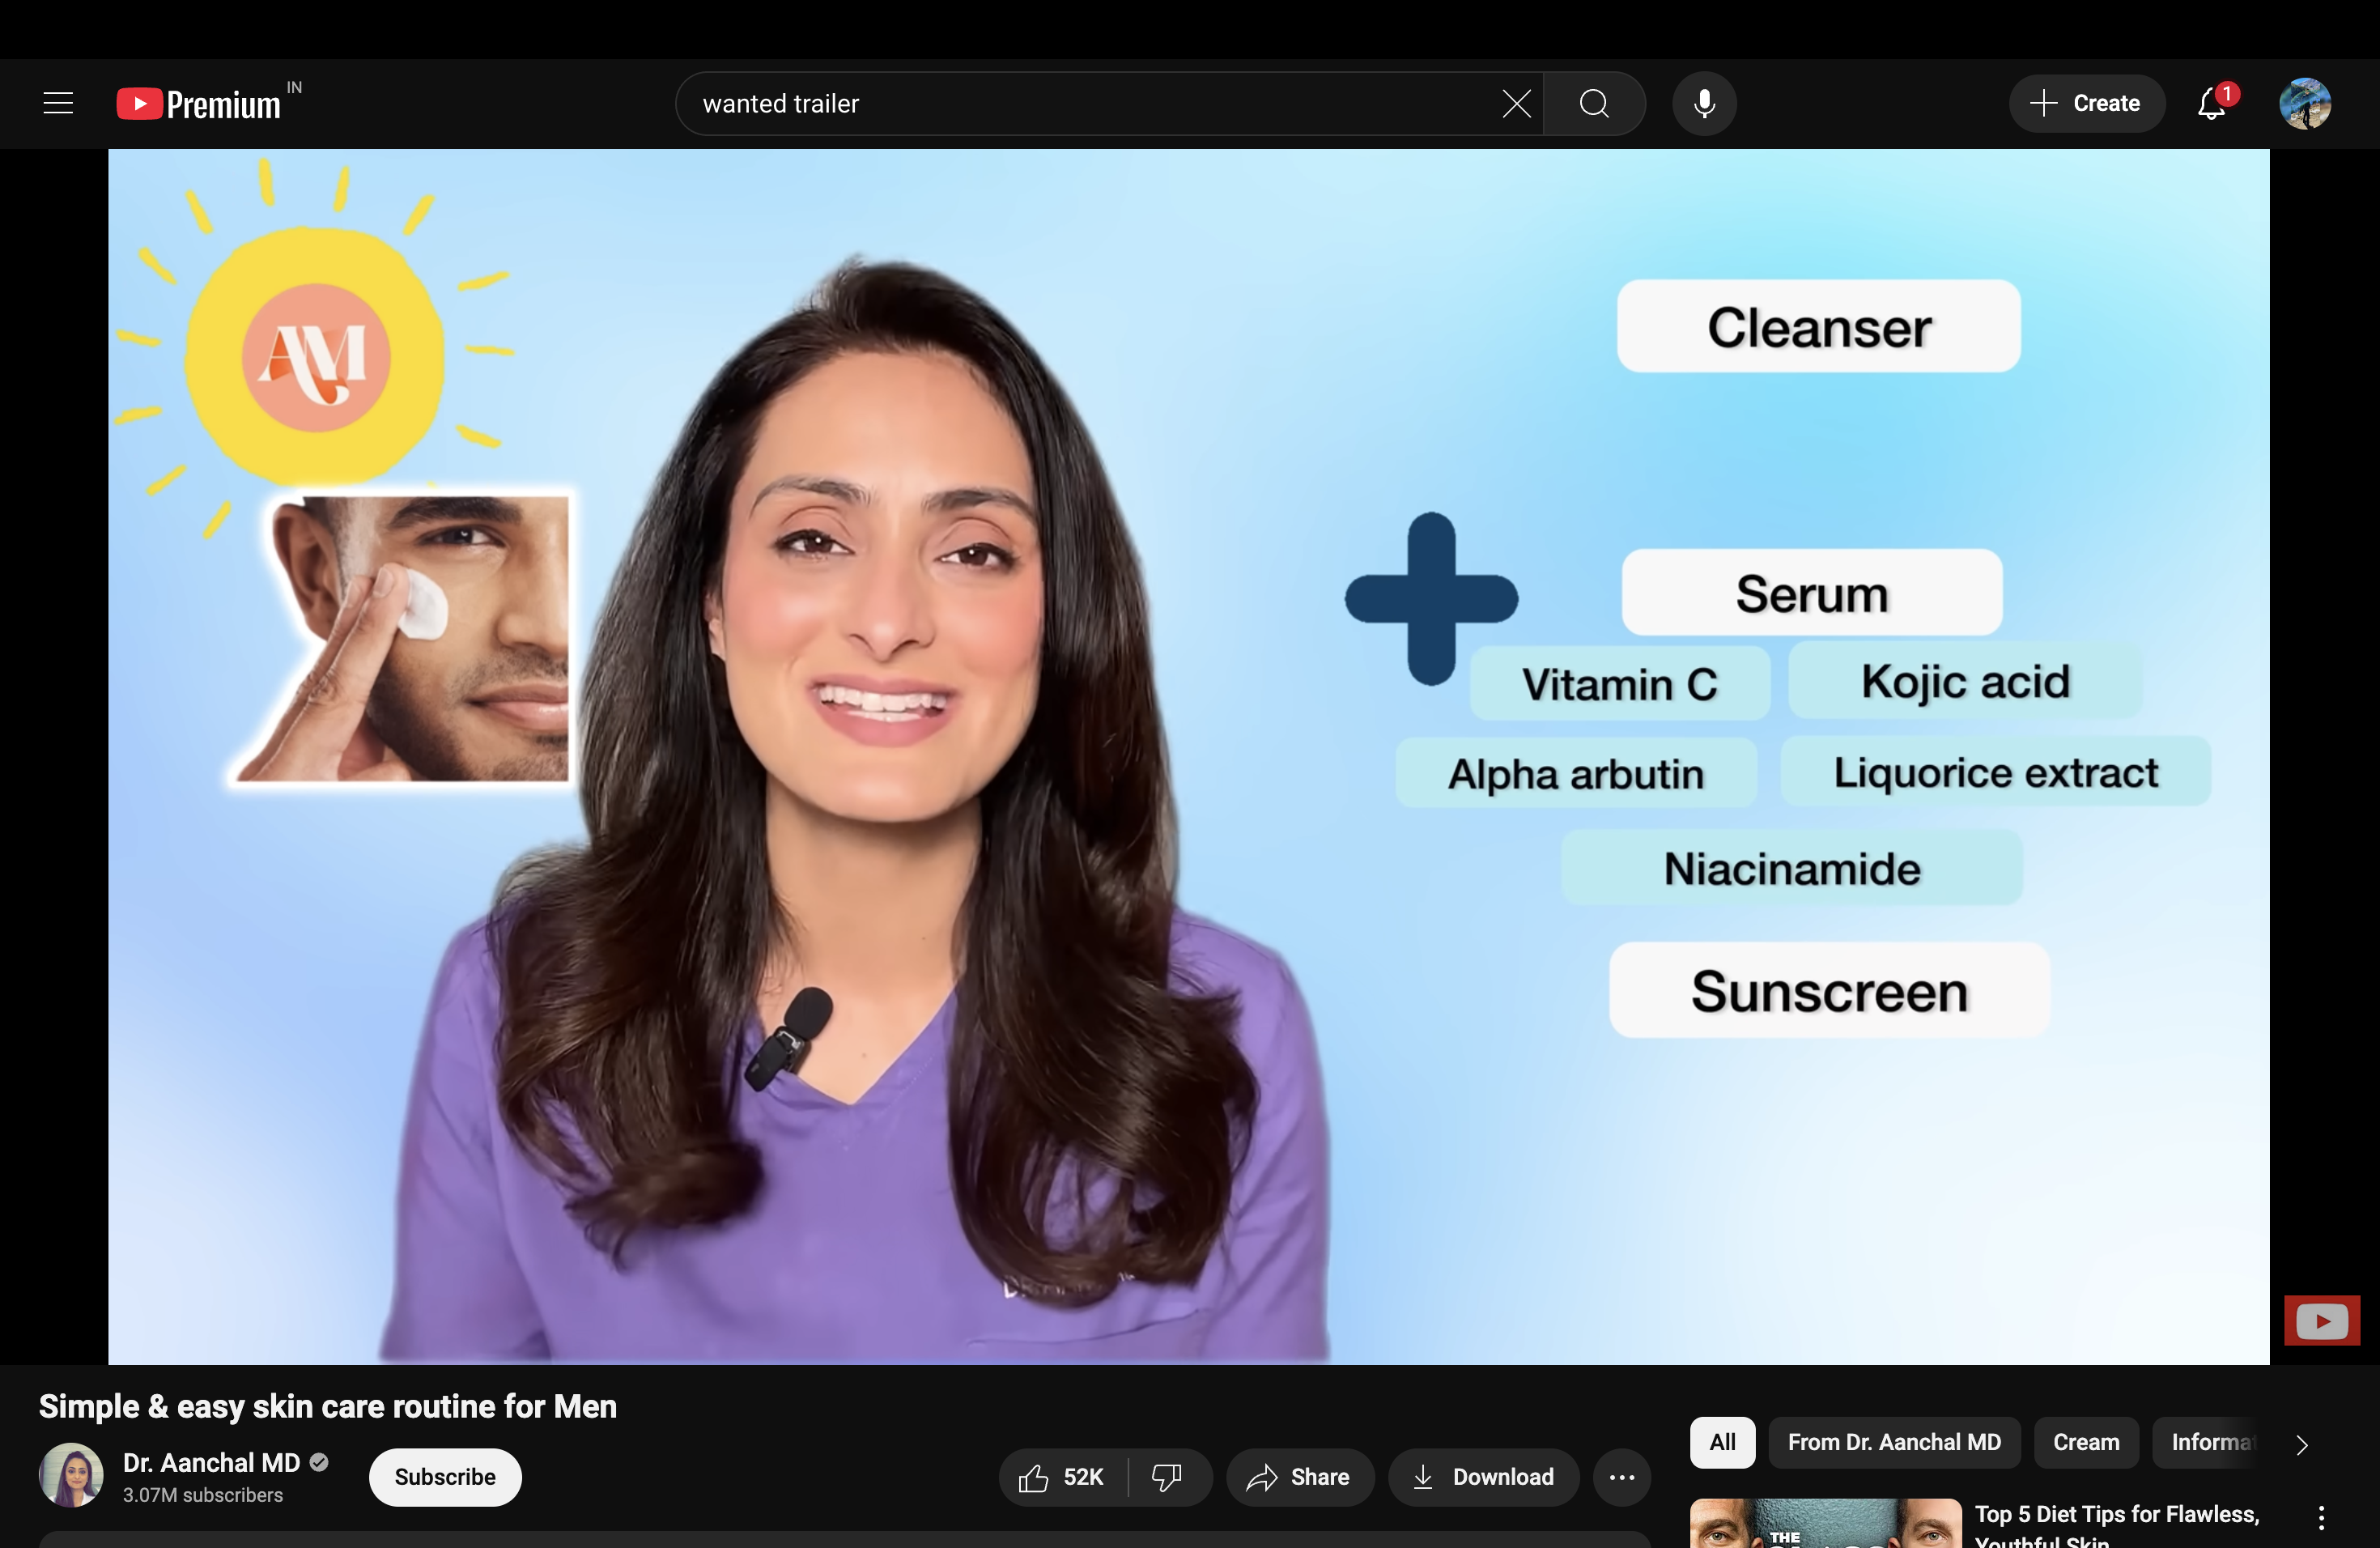 Premium IN
wanted trailer
Create
1
AM
Cleanser
Serum
Vitamin C
Kojic acid
Alpha arbutin
Liquorice extract
Niacinamide
Sunscreen
Simple & easy skin care routine for Men
Dr. Aanchal MD
3.07M subscribers
Subscribe
52K
Share
Download
All
From Dr. Aanchal MD
Cream
Informat
Top 5 Diet Tips for Flawless,
Youthful Skin
THE